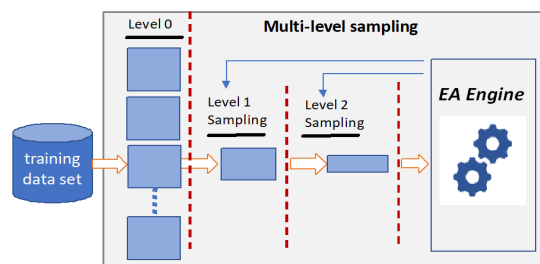 Level 0
Multi-level sampling
Level 1
Sampling
Level 2
Sampling
EA Engine
training
data set